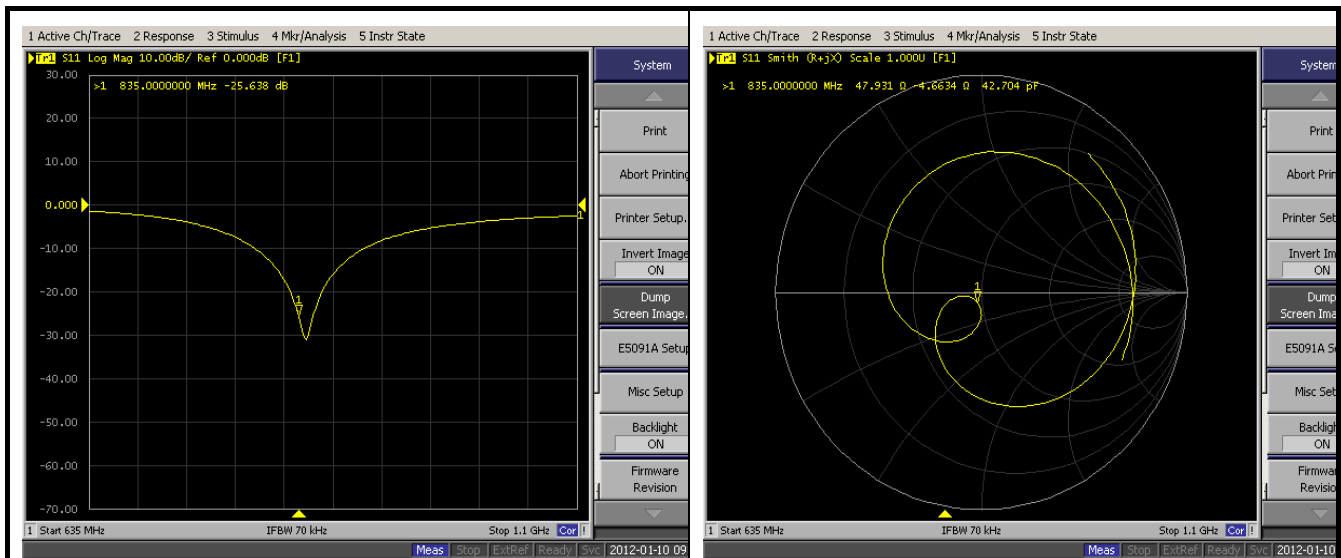 1 Active Ch/Trace 2 Response 3 Stimulus 4 Mkr/Analysis 5 Instr State
Tr1 S11 Log Mag 10.00dB/ Ref 0.000dB [F1]
>1 835.0000000 MHz -25.638 dB
30.00
20.00
10.00
0.000
-10.00
-20.00
-30.00
-40.00
-50.00
-60.00
-70.00
1
1
System
Print
Abort Printing
Printer Setup.
Invert Image
ON
Dump
Screen Image.
E5091A Setup
Misc Setup
Backlight
ON
Firmware
Revision
1 Start 635 MHz IFBW 70 kHz Stop 1.1 GHz Cor !
Meas Stop ExtRef Ready Svc 2012-01-10 09
1 Active Ch/Trace 2 Response 3 Stimulus 4 Mkr/Analysis 5 Instr State
Tr1 S11 Smith (R+jX) Scale 1.000U [F1]
>1 835.0000000 MHz 47.931 Ω -4.6634 Ω 42.704 pF
1
System
Print
Abort Prin
Printer Set
Invert Im
ON
Dump
Screen Ima
E5091A S
Misc Set
Backligh
ON
Firmwa
Revisio
1 Start 635 MHz IFBW 70 kHz Stop 1.1 GHz Cor !
Meas Stop ExtRef Ready Svc 2012-01-10